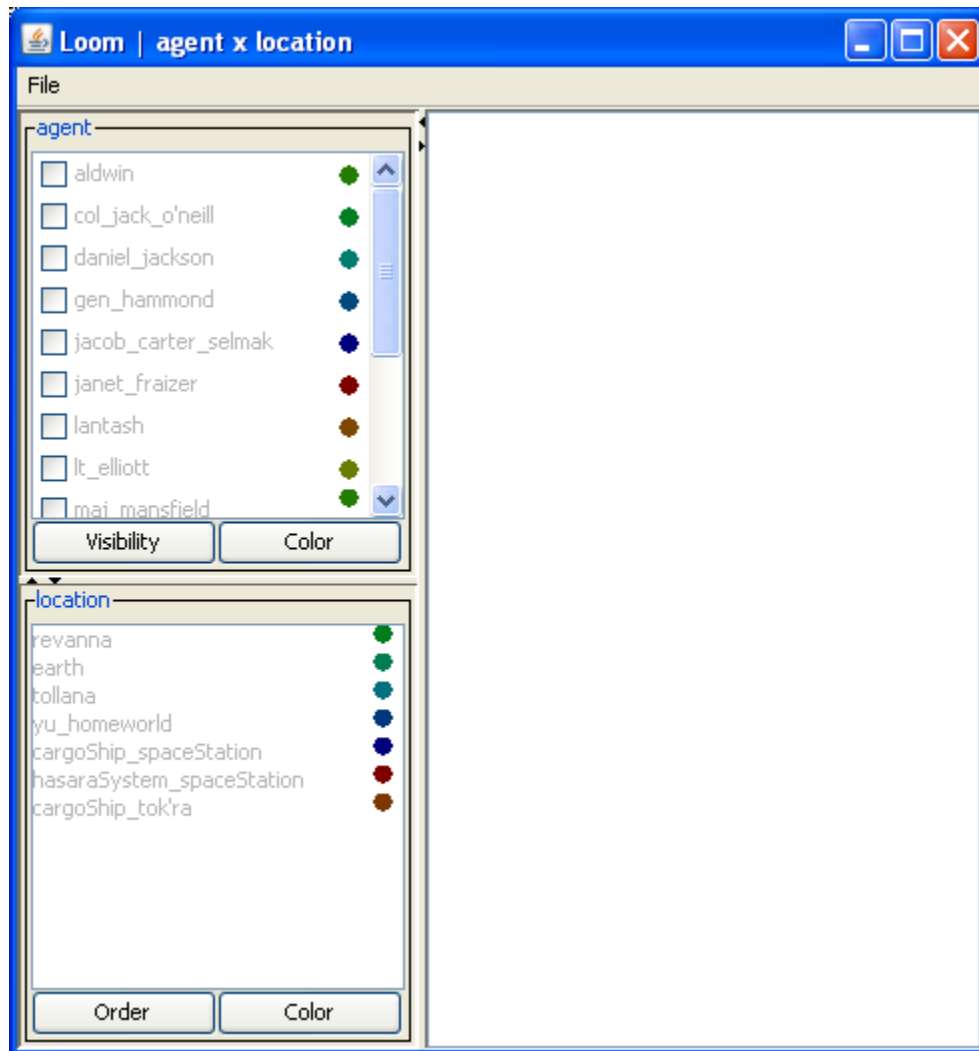 Loom | agent x location
File
agent
aldwin
col_jack_o'neill
daniel_jackson
gen_hammond
jacob_carter_selmak
janet_fraizer
lantash
lt_elliott
maj_mansfield
Visibility Color
location
revanna
earth
tollana
yu_homeworld
cargoShip_spaceStation
hasaraSystem_spaceStation
cargoShip_tok'ra
Order Color